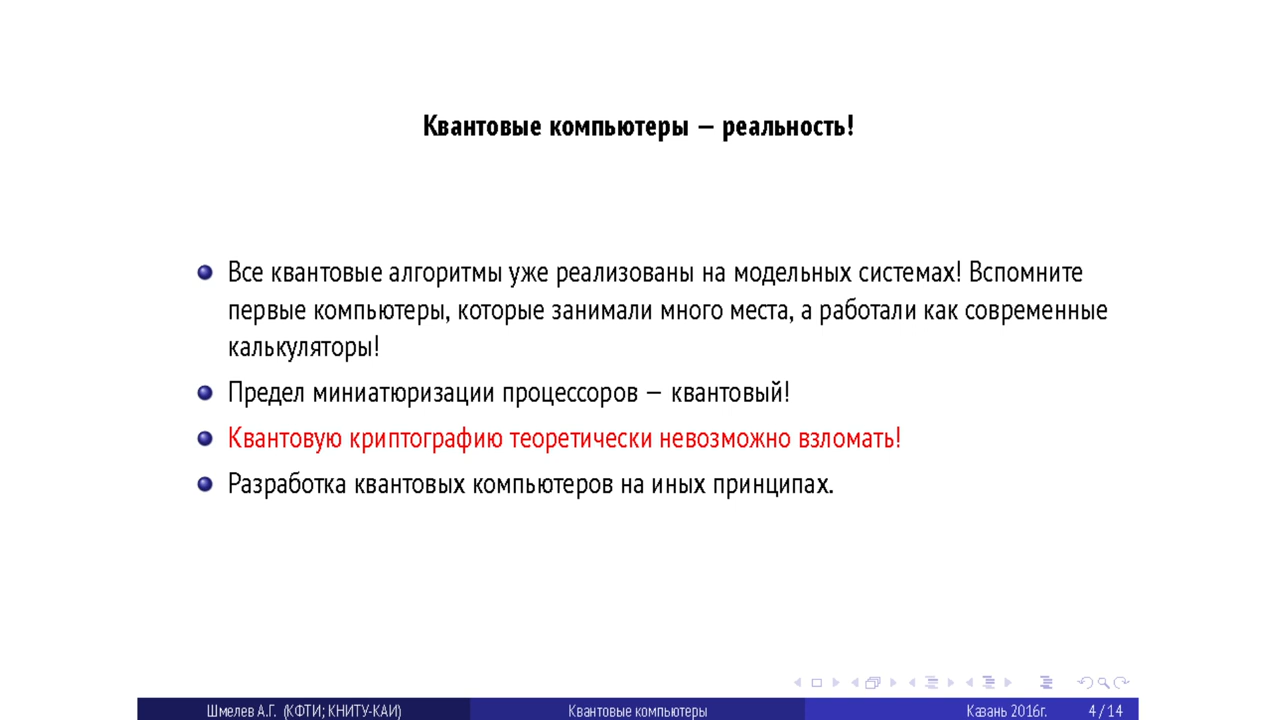 Квантовые компьютеры — реальность!
Все квантовые алгоритмы уже реализованы на модельных системах! Вспомните
первые компьютеры, которые занимали много места, а работали как современные
калькуляторы!
Предел миниатюризации процессоров — квантовый!
Квантовую криптографию теоретически невозможно взломать!
Разработка квантовых компьютеров на иных принципах.
Шмелев А.Г. (КФТИ; КНИТУ-КАИ) Квантовые компьютеры Казань 2016г. 4 / 14